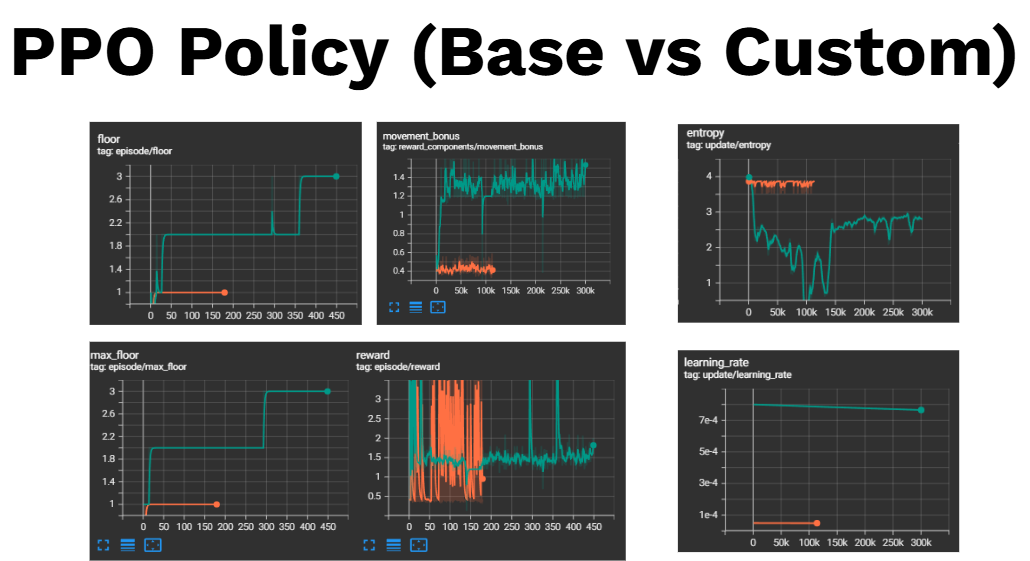 PPO Policy (Base vs Custom)
floor
tag: episode/floor
3
2.6
2.2
1.8
1.4
1
0 50 100 150 200 250 300 350 400 450
movement_bonus
tag: reward_components/movement_bonus
1.4
1.2
1
0.8
0.6
0.4
0 50k 100k 150k 200k 250k 300k
entropy
tag: update/entropy
4
3
2
1
0 50k 100k 150k 200k 250k 300k
max_floor
tag: episode/max_floor
3
2.6
2.2
1.8
1.4
1
0 50 100 150 200 250 300 350 400 450
reward
tag: episode/reward
3
2.5
2
1.5
1
0.5
0 50 100 150 200 250 300 350 400 450
learning_rate
tag: update/learning_rate
7e-4
5e-4
3e-4
1e-4
0 50k 100k 150k 200k 250k 300k